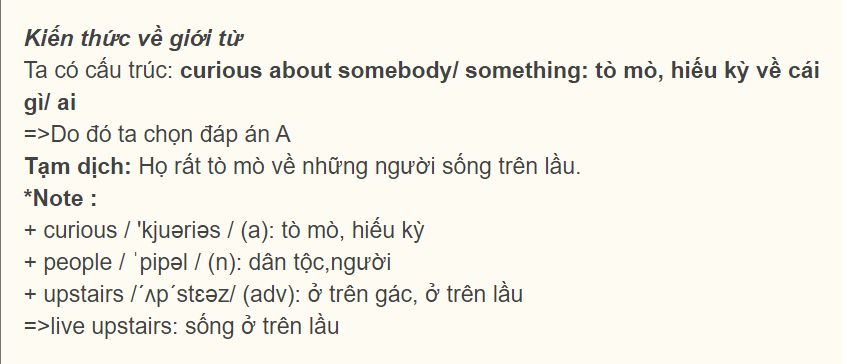 Kiến thức về giới từ
Ta có cấu trúc: curious about somebody/ something: tò mò, hiếu kỳ về cái
gì/ ai
=>Do đó ta chọn đáp án A
Tạm dịch: Họ rất tò mò về những người sống trên lầu.
*Note :
+ curious / 'kjuəriəs / (a): tò mò, hiếu kỳ
+ people / ˈpipəl / (n): dân tộc,người
+ upstairs /´ʌp´stɛəz/ (adv): ở trên gác, ở trên lầu
=>live upstairs: sống ở trên lầu